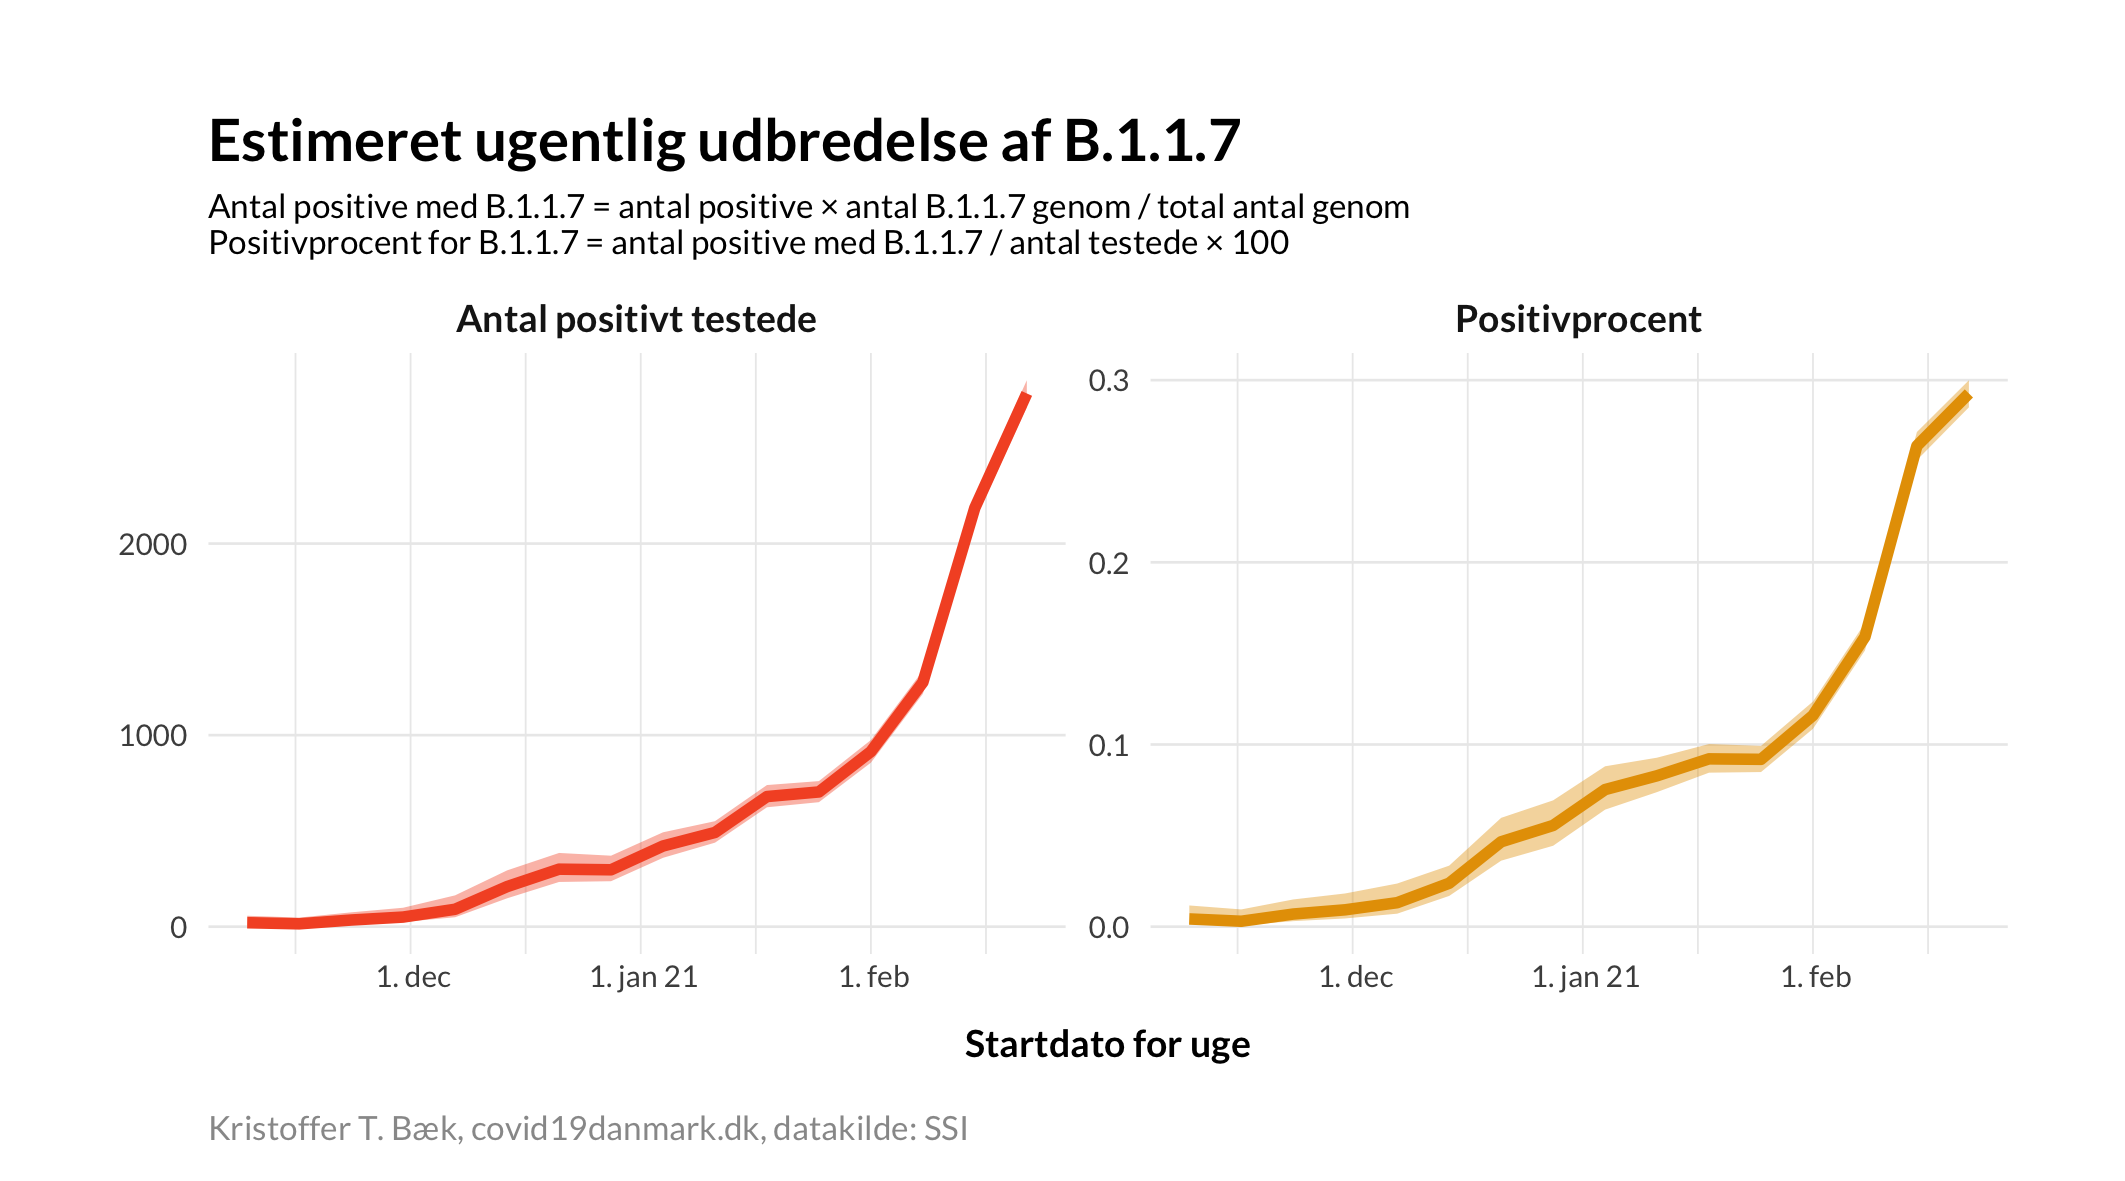 Estimeret ugentlig udbredelse af B.1.1.7
Antal positive med B.1.1.7 = antal positive × antal B.1.1.7 genom / total antal genom
Positivprocent for B.1.1.7 = antal positive med B.1.1.7 / antal testede × 100
Antal positivt testede
2000
1000
0
1. dec
1. jan 21
1. feb
Positivprocent
0.3
0.2
0.1
0.0
1. dec
1. jan 21
1. feb
Startdato for uge
Kristoffer T. Bæk, covid19danmark.dk, datakilde: SSI